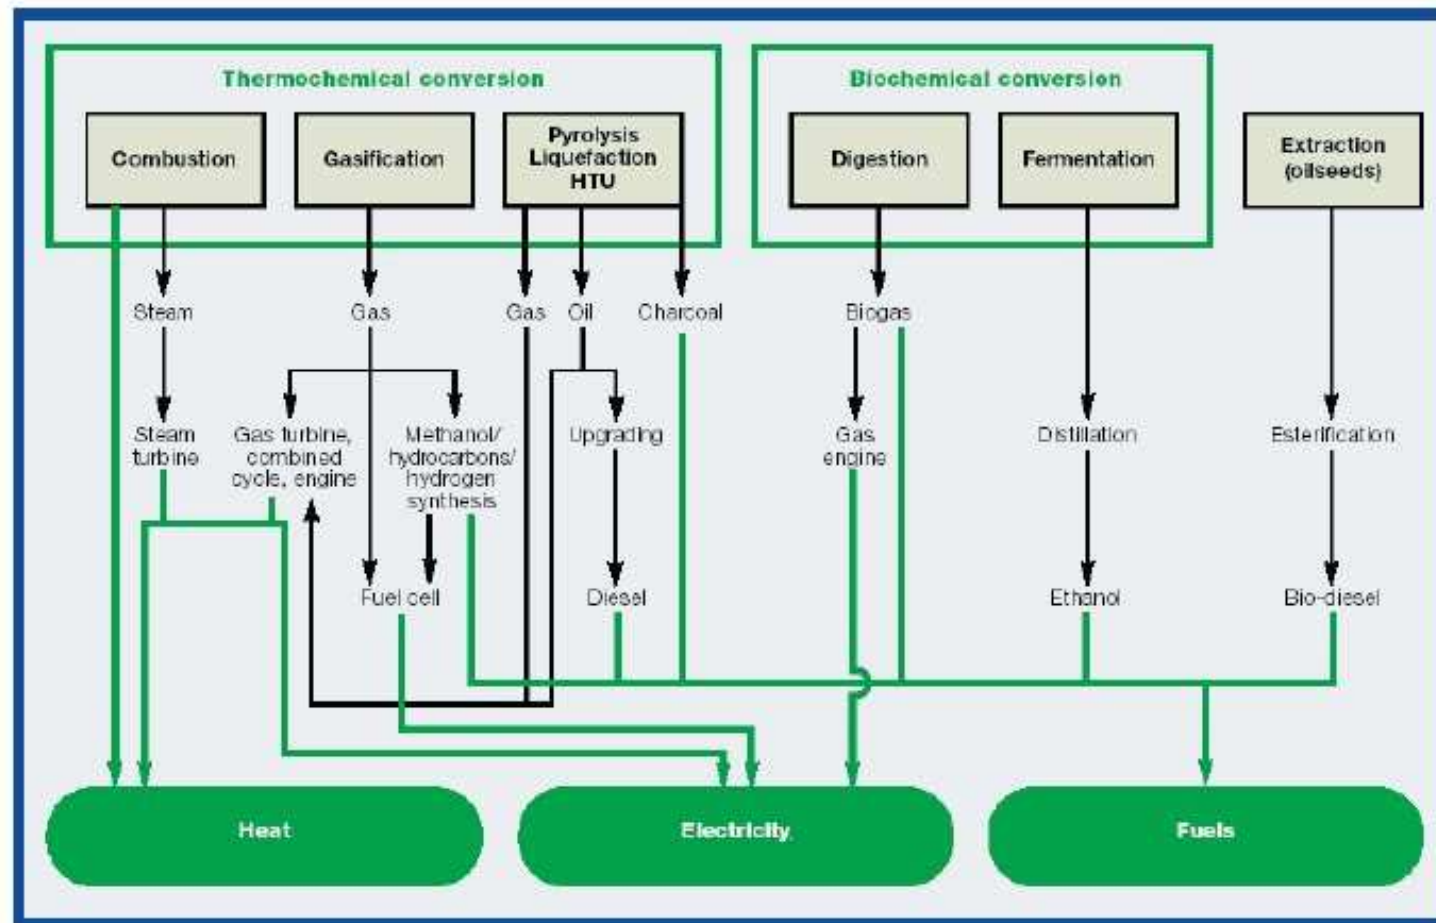 Thermochemical conversion
Biochemical conversion
Combustion
Gasification
Pyrolysis
Liquefaction
HTU
Digestion
Fermentation
Extraction
(oilseeds)
Steam
Gas
Gas
Oil
Charcoal
Biogas
Steam
turbine
Gas turbine,
combined
cycle, engine
Methanol/
hydrocarbons/
hydrogen
synthesis
Upgrading
Gas
engine
Distillation
Esterification
Fuel cell
Diesel
Ethanol
Bio-diesel
Heat
Electricity
Fuels